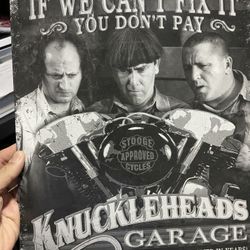 IF WE CAN'T FIX IT
YOU DON'T PAY
STOOGE
APPROVED
CYCLES
KNUCKLEHEADS
GARAGE